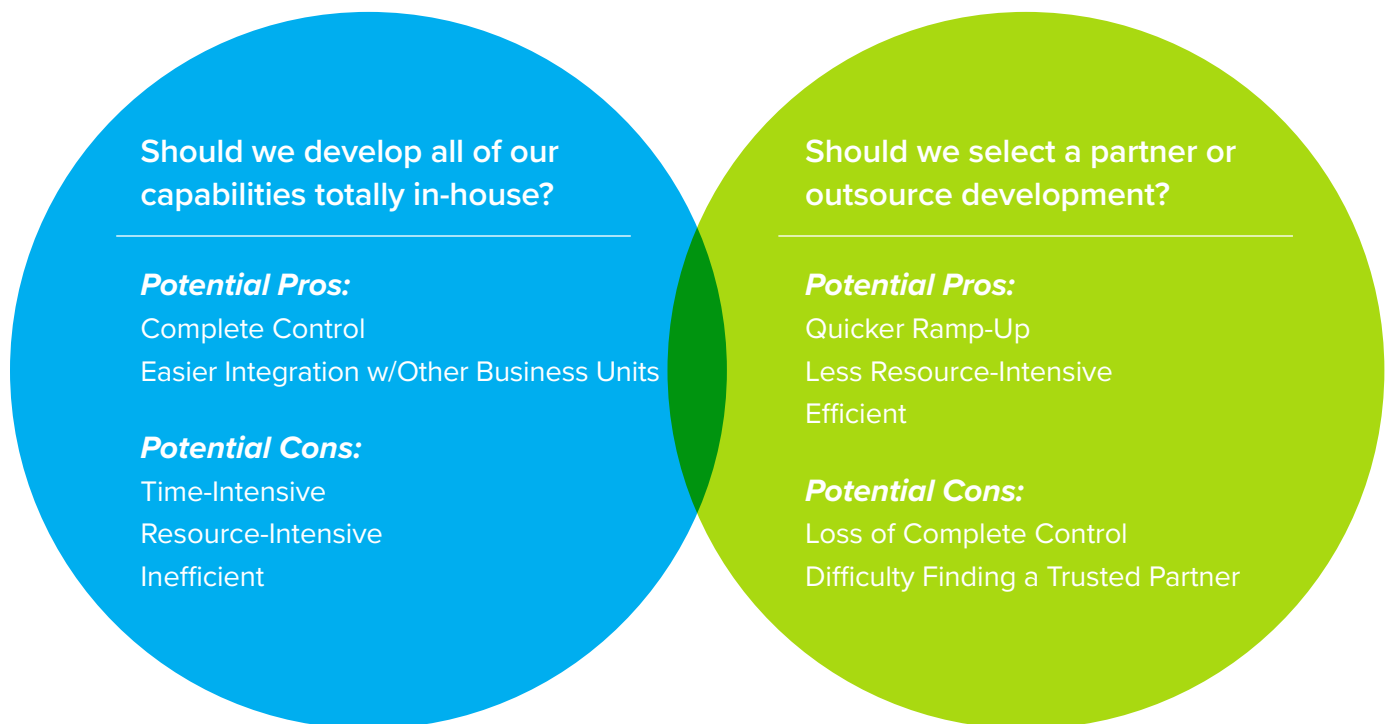 Should we develop all of our
capabilities totally in-house?
Potential Pros:
Complete Control
Easier Integration w/Other Business Units
Potential Cons:
Time-Intensive
Resource-Intensive
Inefficient
Should we select a partner or
outsource development?
Potential Pros:
Quicker Ramp-Up
Less Resource-Intensive
Efficient
Potential Cons:
Loss of Complete Control
Difficulty Finding a Trusted Partner